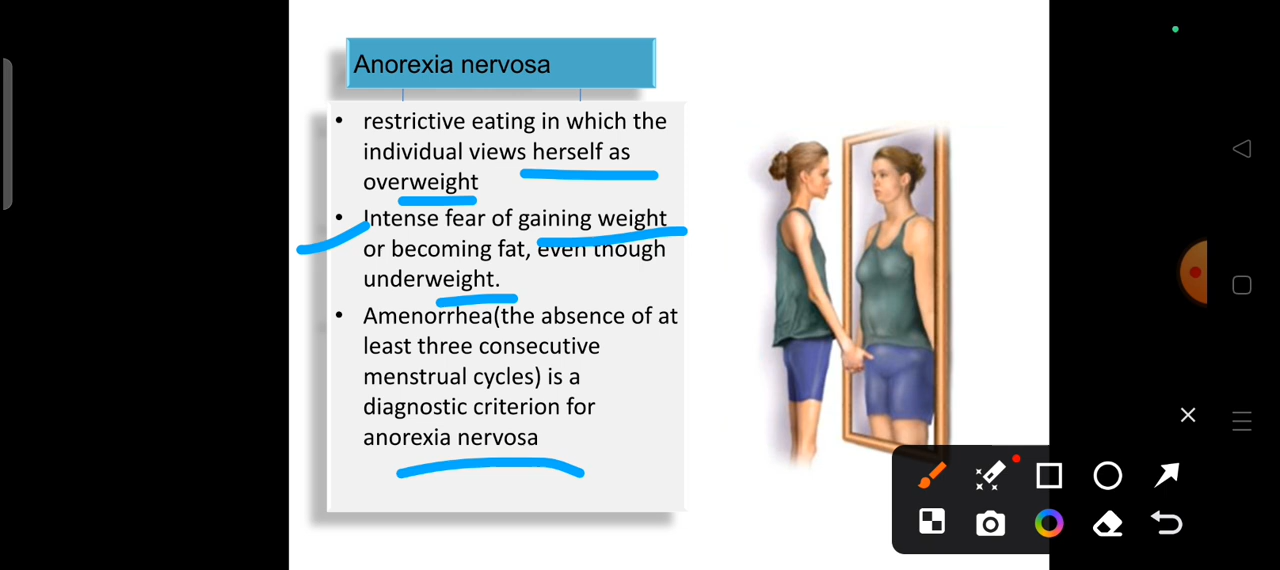 Anorexia nervosa
• restrictive eating in which the
individual views herself as
overweight
• Intense fear of gaining weight
or becoming fat, even though
underweight.
• Amenorrhea(the absence of at
least three consecutive
menstrual cycles) is a
diagnostic criterion for
anorexia nervosa